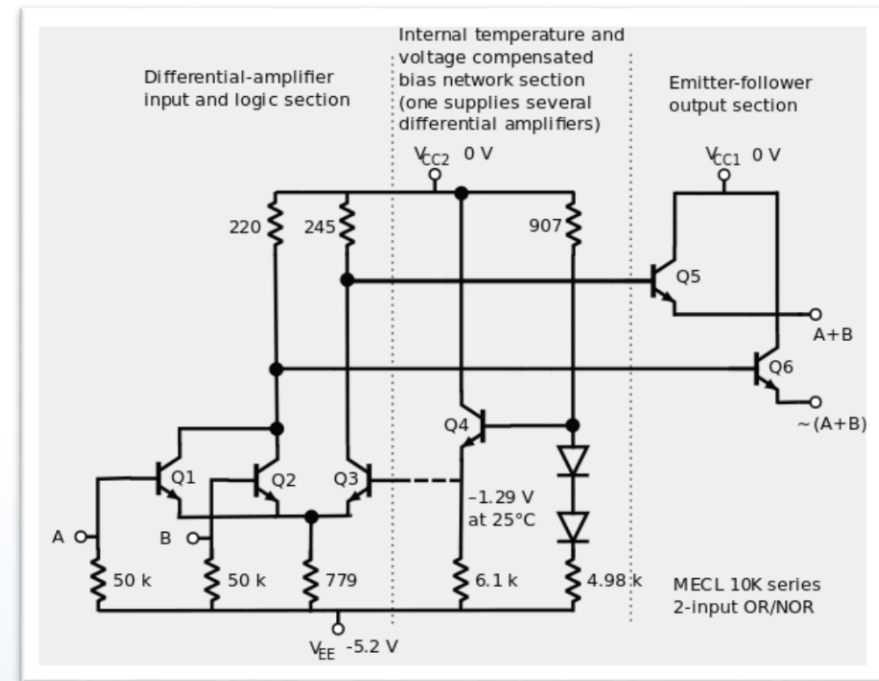 Differential-amplifier
input and logic section
Internal temperature and
voltage compensated
bias network section
(one supplies several
differential amplifiers)
Emitter-follower
output section
VCC2 0 V
VCC1 0 V
220
245
907
Q5
A+B
Q6
~(A+B)
Q4
Q1
Q2
Q3
–1.29 V
at 25°C
A
B
50 k
50 k
779
6.1 k
4.98 k
MECL 10K series
2-input OR/NOR
VEE -5.2 V